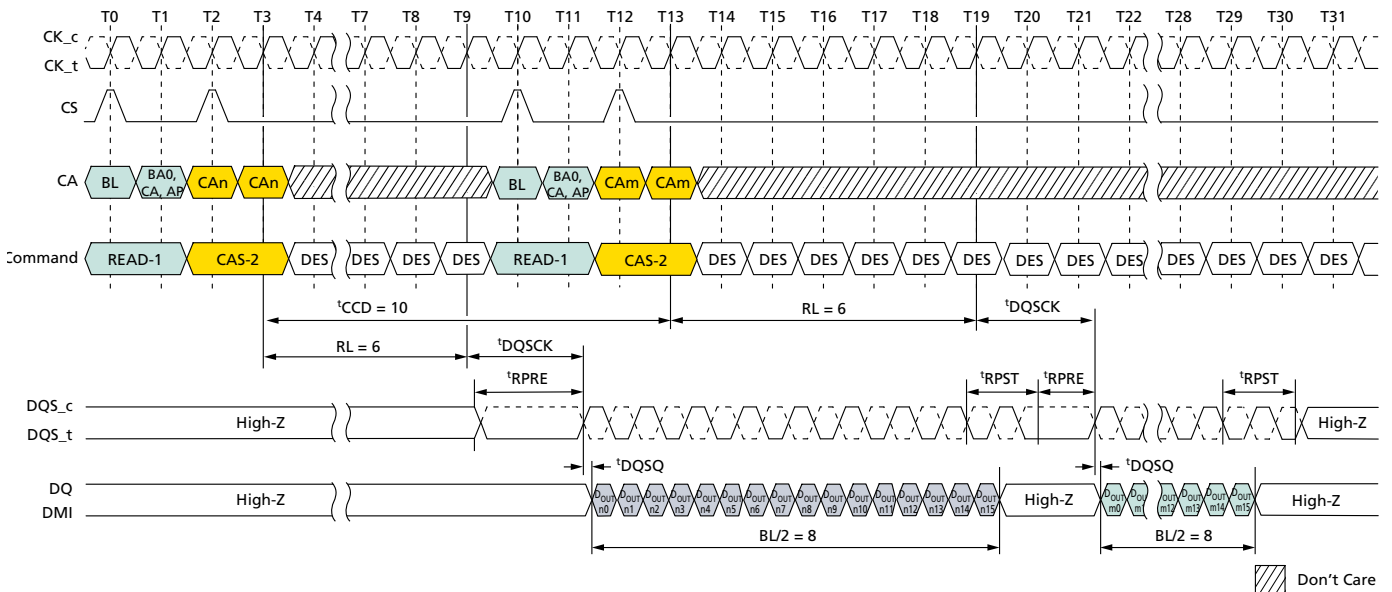 T0 T1 T2 T3 T4 T7 T8 T9 T10 T11 T12 T13 T14 T15 T16 T17 T18 T19 T20 T21 T22 T28 T29 T30 T31
CK_c
CK_t
CS
CA BL BA0, CA, AP CAn CAn BL BA0, CA, AP CAm CAm
Command READ-1 CAS-2 DES DES DES DES READ-1 CAS-2 DES DES DES DES DES DES DES DES DES DES DES DES DES
tCCD = 10 RL = 6 tDQSCK
RL = 6 tDQSCK
tRPRE tRPST tRPRE tRPST
DQS_c
DQS_t High-Z High-Z
tDQSQ tDQSQ
DQ
DMI High-Z DOUT n0 DOUT n1 DOUT n2 DOUT n3 DOUT n4 DOUT n5 DOUT n6 DOUT n7 DOUT n8 DOUT n9 DOUT n10 DOUT n11 DOUT n12 DOUT n13 DOUT n14 DOUT n15 High-Z DOUT m0 DOUT m12 DOUT m13 DOUT m14 DOUT m15 High-Z
BL/2 = 8 BL/2 = 8
Don't Care